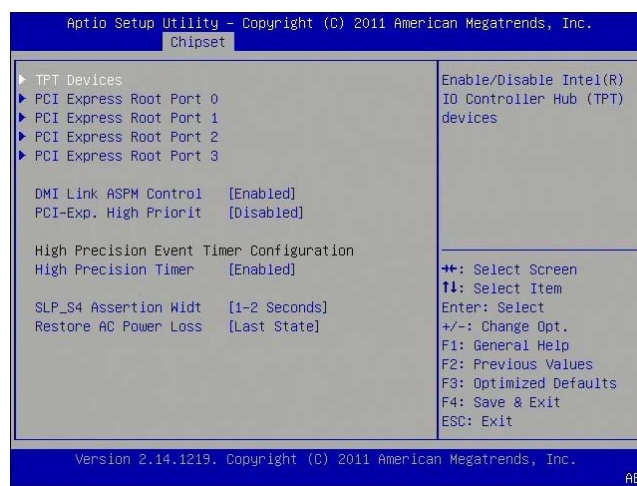 Aptio Setup Utility – Copyright (C) 2011 American Megatrends, Inc.
Chipset
TPT Devices
PCI Express Root Port 0
PCI Express Root Port 1
PCI Express Root Port 2
PCI Express Root Port 3
DMI Link ASPM Control [Enabled]
PCI-Exp. High Priorit [Disabled]
High Precision Event Timer Configuration
High Precision Timer [Enabled]
SLP_S4 Assertion Widt [1-2 Seconds]
Restore AC Power Loss [Last State]
Enable/Disable Intel(R)
IO Controller Hub (TPT)
devices
→←: Select Screen
↑↓: Select Item
Enter: Select
+/-: Change Opt.
F1: General Help
F2: Previous Values
F3: Optimized Defaults
F4: Save & Exit
ESC: Exit
Version 2.14.1219. Copyright (C) 2011 American Megatrends, Inc.
AB